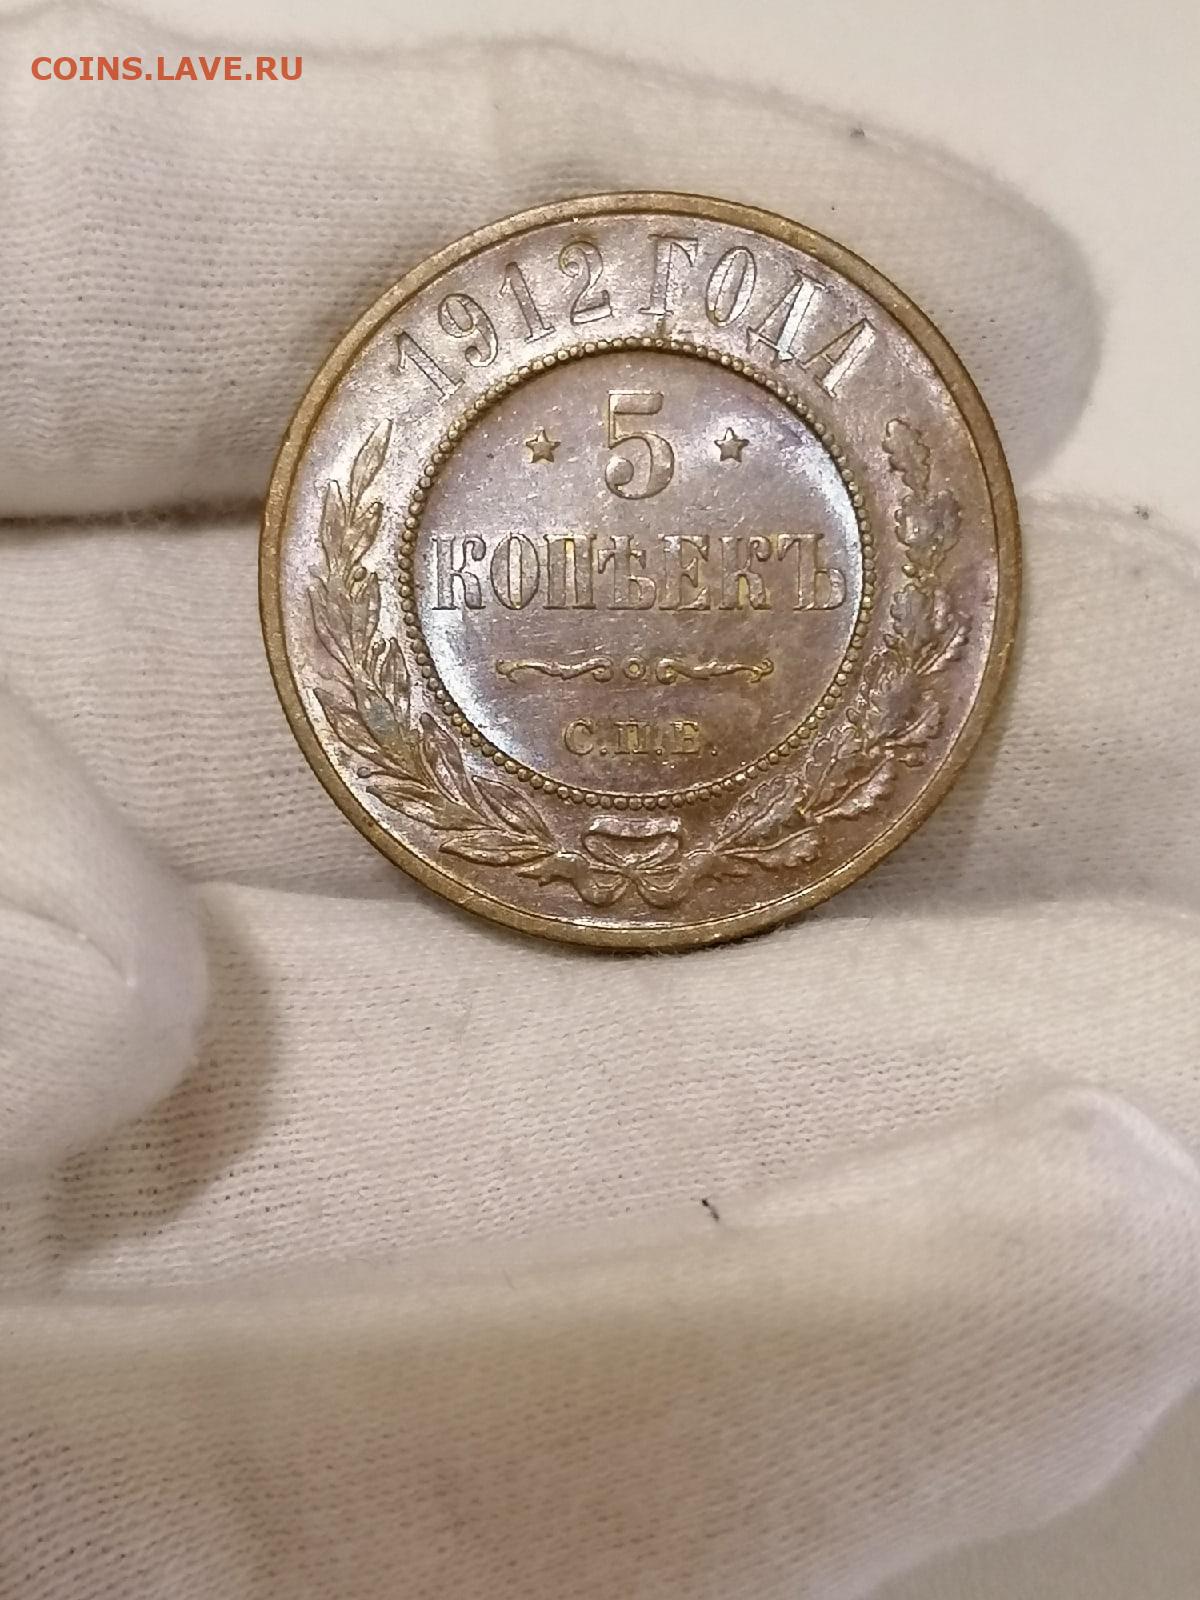 COINS.LAVE.RU
1912 ГОДА
5
КОПѢЕКЪ
С.П.Б.